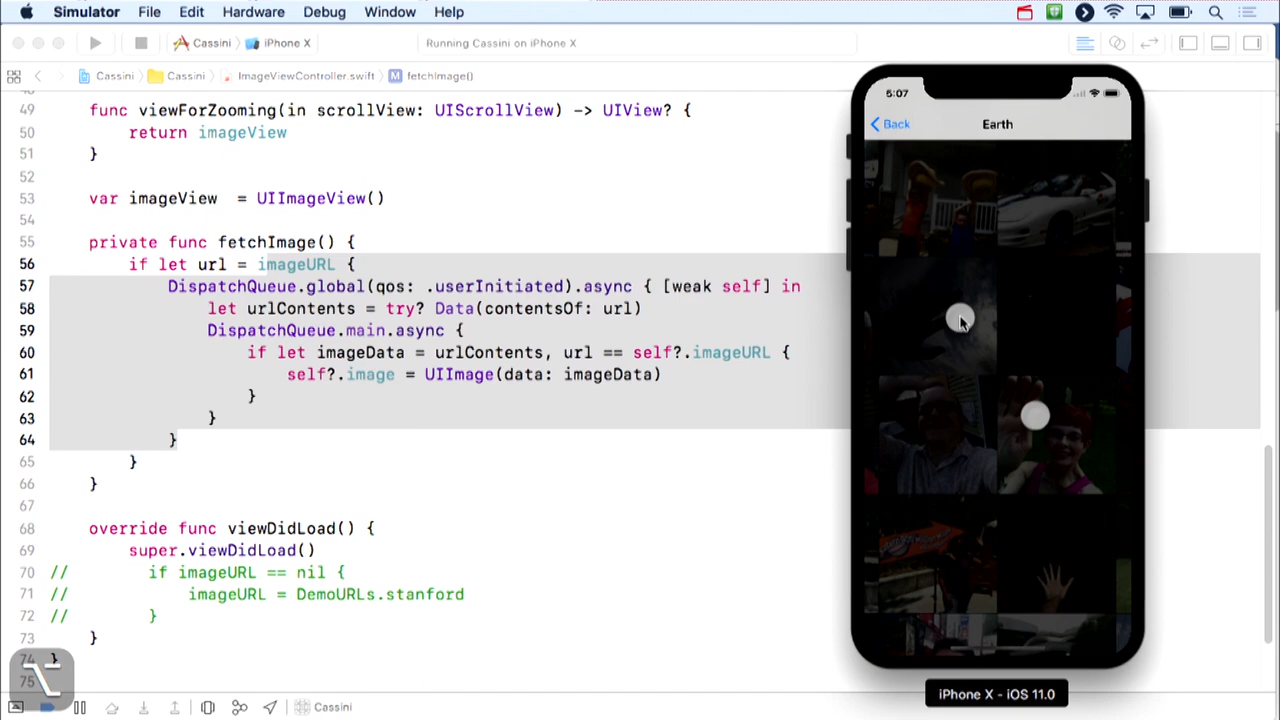 Simulator File Edit Hardware Debug Window Help
Cassini iPhone X Running Cassini on iPhone X
Cassini Cassini ImageViewController.swift M fetchImage()
49 func viewForZooming(in scrollView: UIScrollView) -> UIView? {
50 return imageView
51 }
52
53 var imageView = UIImageView()
54
55 private func fetchImage() {
56 if let url = imageURL {
57 DispatchQueue.global(qos: .userInitiated).async { [weak self] in
58 let urlContents = try? Data(contentsOf: url)
59 DispatchQueue.main.async {
60 if let imageData = urlContents, url == self?.imageURL {
61 self?.image = UIImage(data: imageData)
62 }
63 }
64 }
65 }
66 }
67
68 override func viewDidLoad() {
69 super.viewDidLoad()
70 // if imageURL == nil {
71 // imageURL = DemoURLs.stanford
72 // }
73 }
74 }
75
Cassini
5:07
Back Earth
iPhone X - iOS 11.0